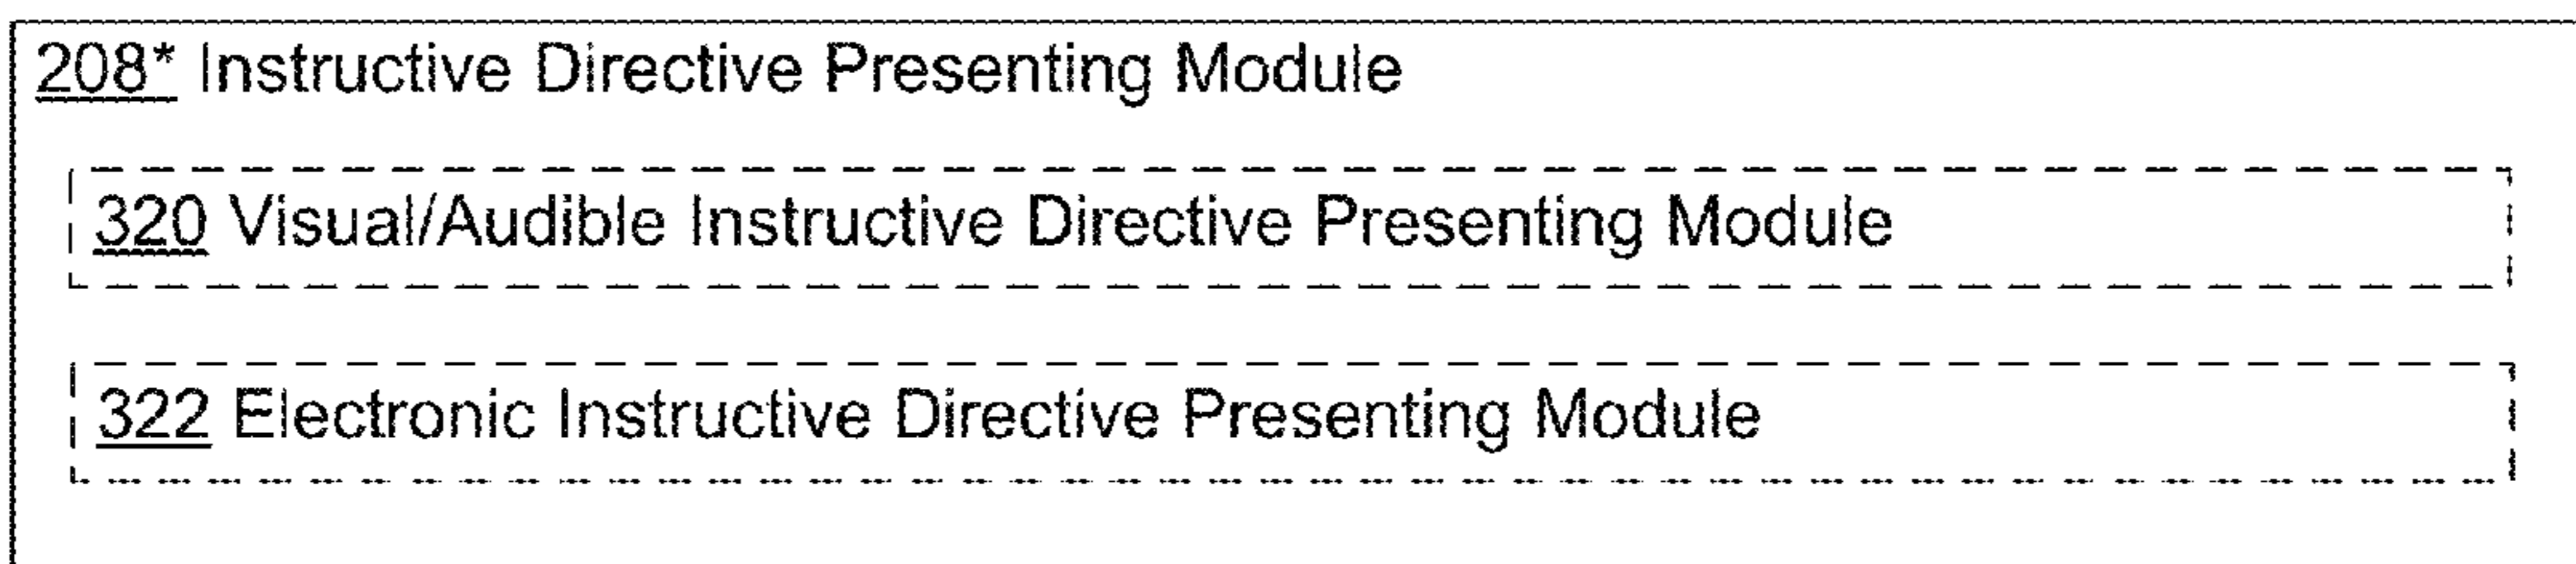 208* Instructive Directive Presenting Module
320 Visual/Audible Instructive Directive Presenting Module
322 Electronic Instructive Directive Presenting Module